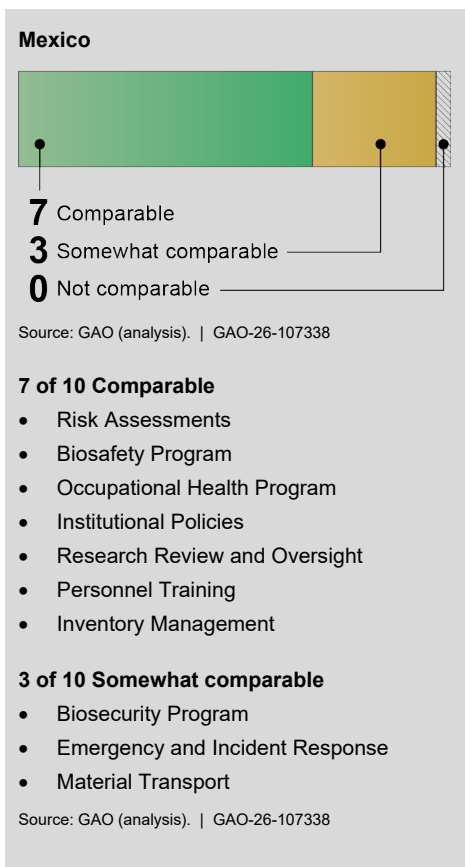 Mexico
7 Comparable
3 Somewhat comparable
0 Not comparable
Source: GAO (analysis). | GAO-26-107338
7 of 10 Comparable
• Risk Assessments
• Biosafety Program
• Occupational Health Program
• Institutional Policies
• Research Review and Oversight
• Personnel Training
• Inventory Management
3 of 10 Somewhat comparable
• Biosecurity Program
• Emergency and Incident Response
• Material Transport
Source: GAO (analysis). | GAO-26-107338